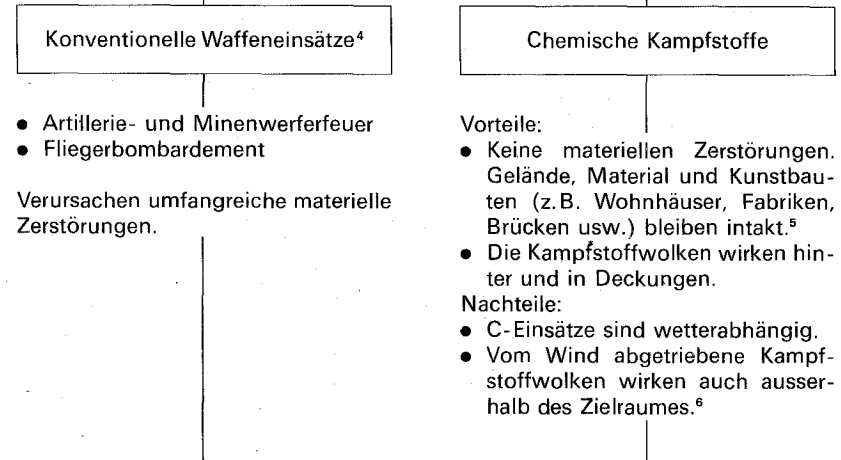 Konventionelle Waffeneinsätze⁴
● Artillerie- und Minenwerferfeuer
● Fliegerbombardement
Verursachen umfangreiche materielle
Zerstörungen.
Chemische Kampfstoffe
Vorteile:
● Keine materiellen Zerstörungen.
Gelände, Material und Kunstbau-
ten (z.B. Wohnhäuser, Fabriken,
Brücken usw.) bleiben intakt.⁵
● Die Kampfstoffwolken wirken hin-
ter und in Deckungen.
Nachteile:
● C-Einsätze sind wetterabhängig.
● Vom Wind abgetriebene Kampf-
stoffwolken wirken auch ausser-
halb des Zielraumes.⁶